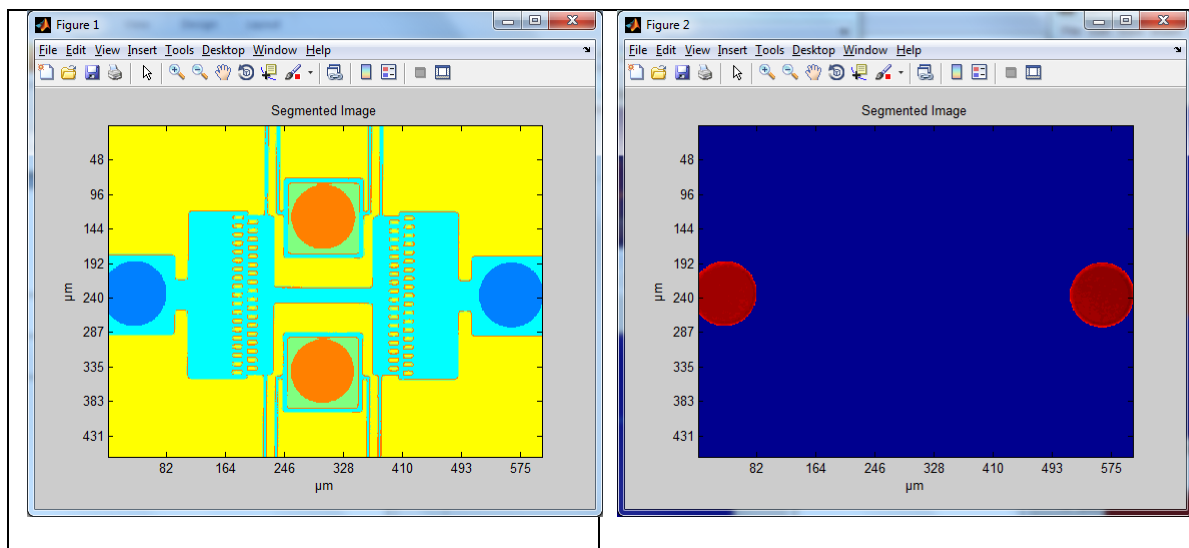 Figure 1
File Edit View Insert Tools Desktop Window Help
Segmented Image
48
96
144
192
240
287
335
383
431
µm
82 164 246 328 410 493 575
µm
Figure 2
File Edit View Insert Tools Desktop Window Help
Segmented Image
48
96
144
192
240
287
335
383
431
µm
82 164 246 328 410 493 575
µm